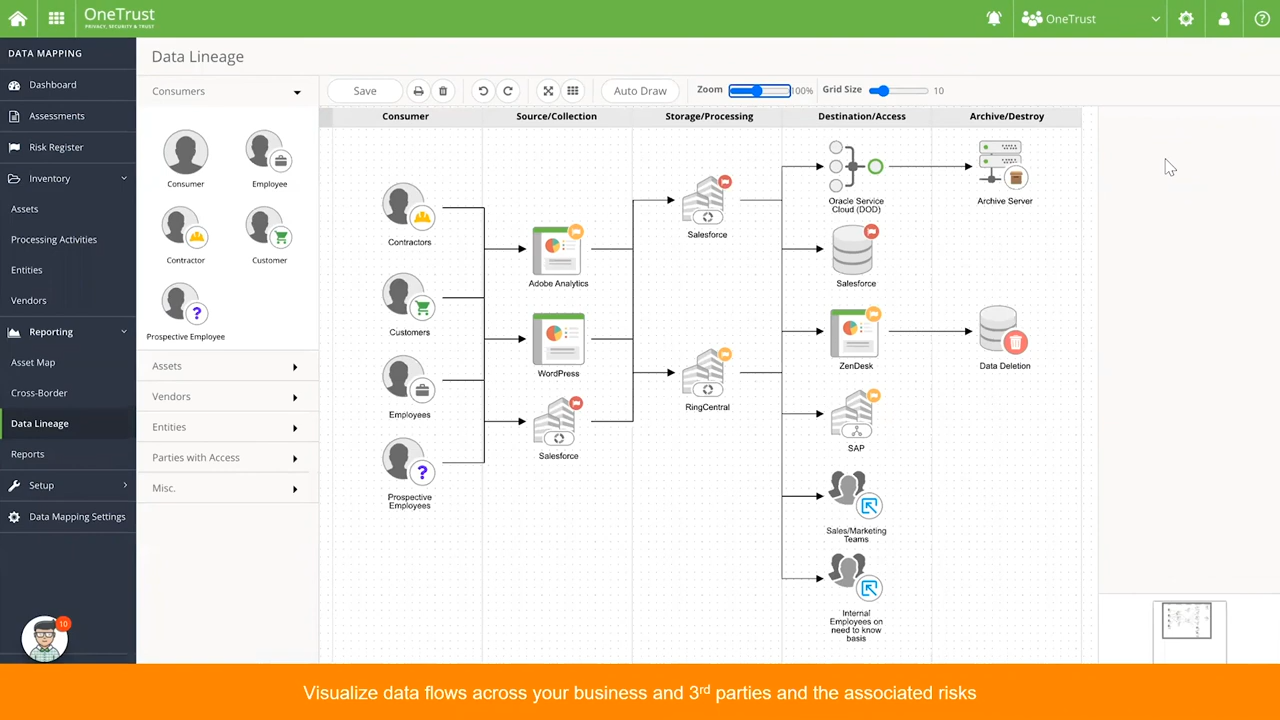 OneTrust
PRIVACY, SECURITY & TRUST
OneTrust
DATA MAPPING
Dashboard
Assessments
Risk Register
Inventory
Assets
Processing Activities
Entities
Vendors
Reporting
Asset Map
Cross-Border
Data Lineage
Reports
Setup
Data Mapping Settings
10
Data Lineage
Consumers
Consumer
Employee
Contractor
Customer
?
Prospective Employee
Assets
Vendors
Entities
Parties with Access
Misc.
Save
Auto Draw
Zoom
100%
Grid Size
10
Consumer
Source/Collection
Storage/Processing
Destination/Access
Archive/Destroy
Contractors
Customers
Employees
?
Prospective
Employees
Adobe Analytics
WordPress
Salesforce
Salesforce
RingCentral
Oracle Service
Cloud (DOD)
Salesforce
ZenDesk
SAP
Sales/Marketing
Teams
Internal
Employees on
need to know
basis
Archive Server
Data Deletion
Visualize data flows across your business and 3rd parties and the associated risks